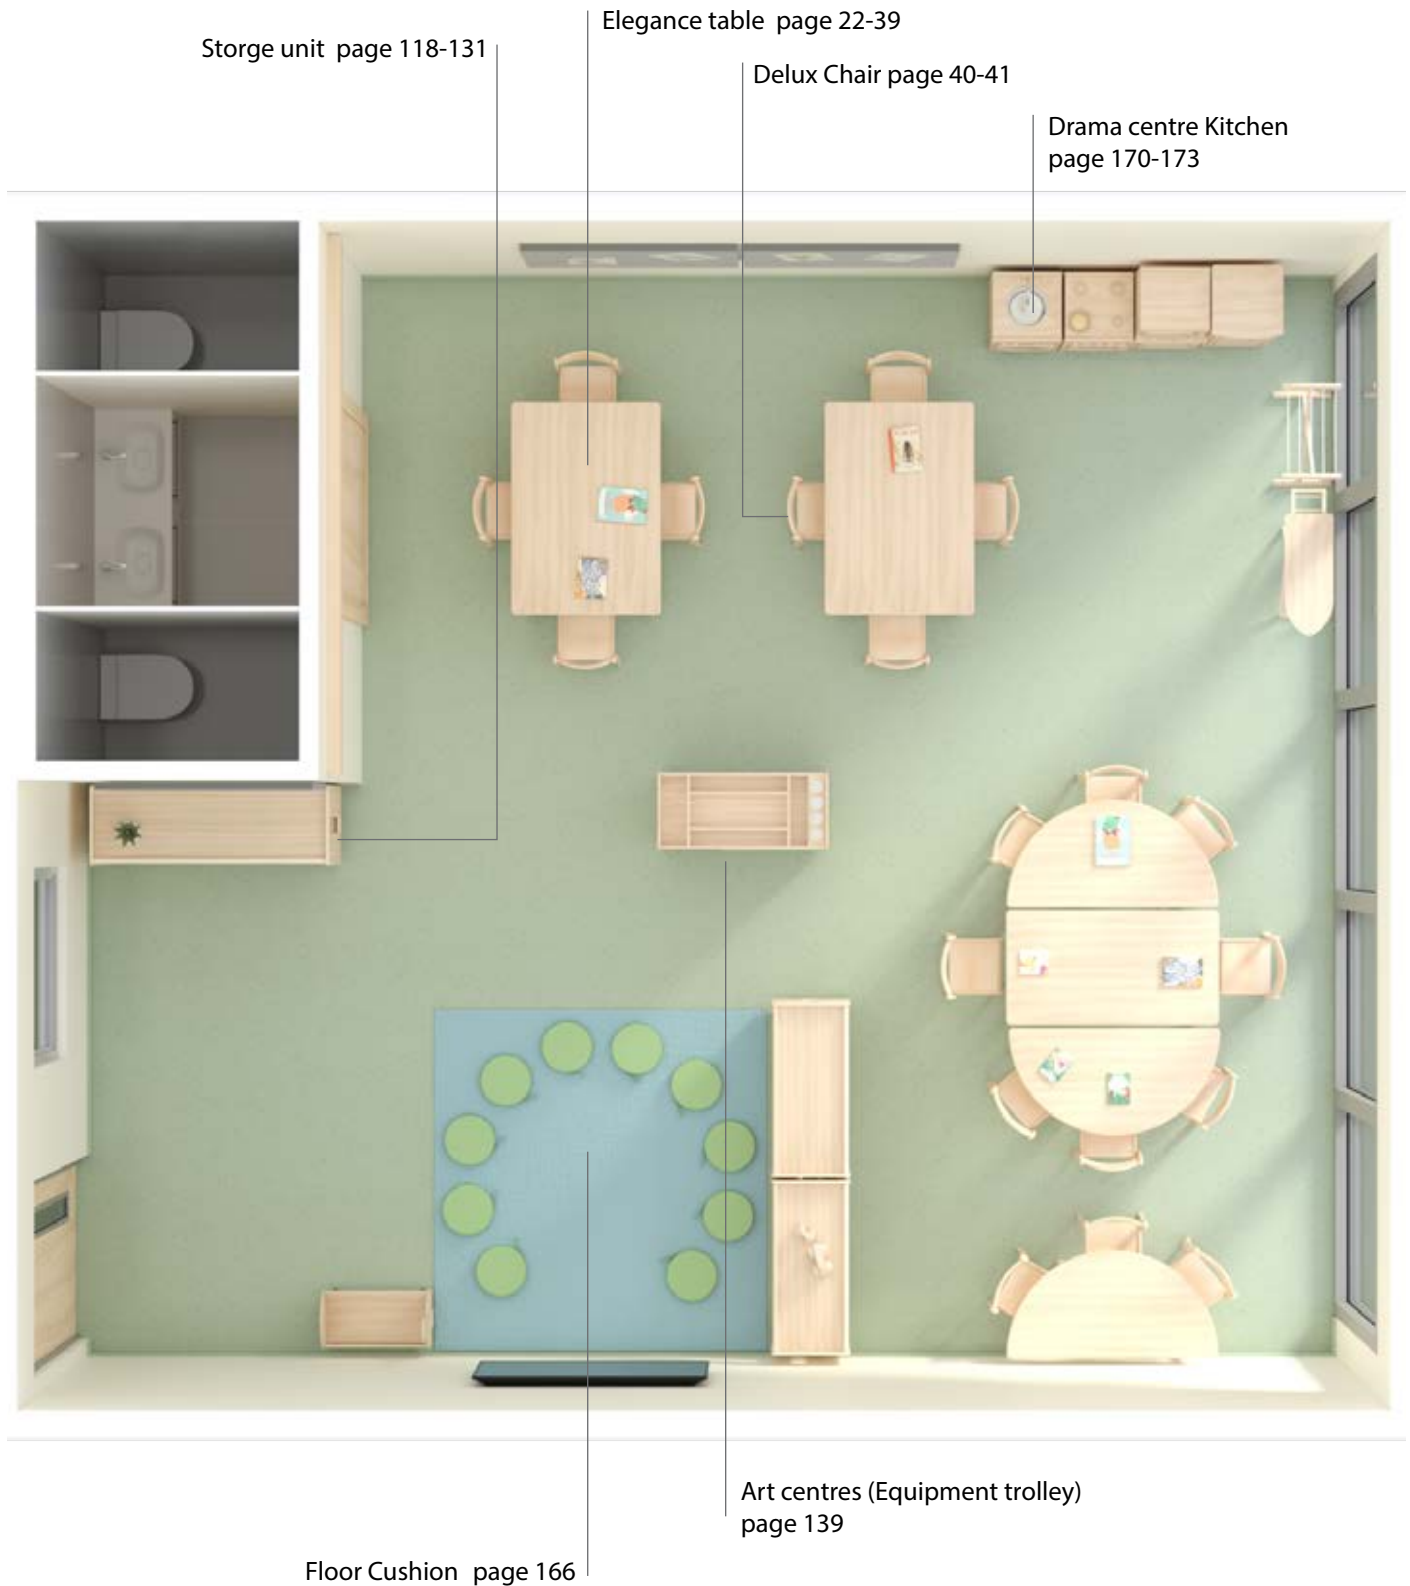 Elegance table page 22-39
Storge unit page 118-131
Delux Chair page 40-41
Drama centre Kitchen
page 170-173
Art centres (Equipment trolley)
page 139
Floor Cushion page 166